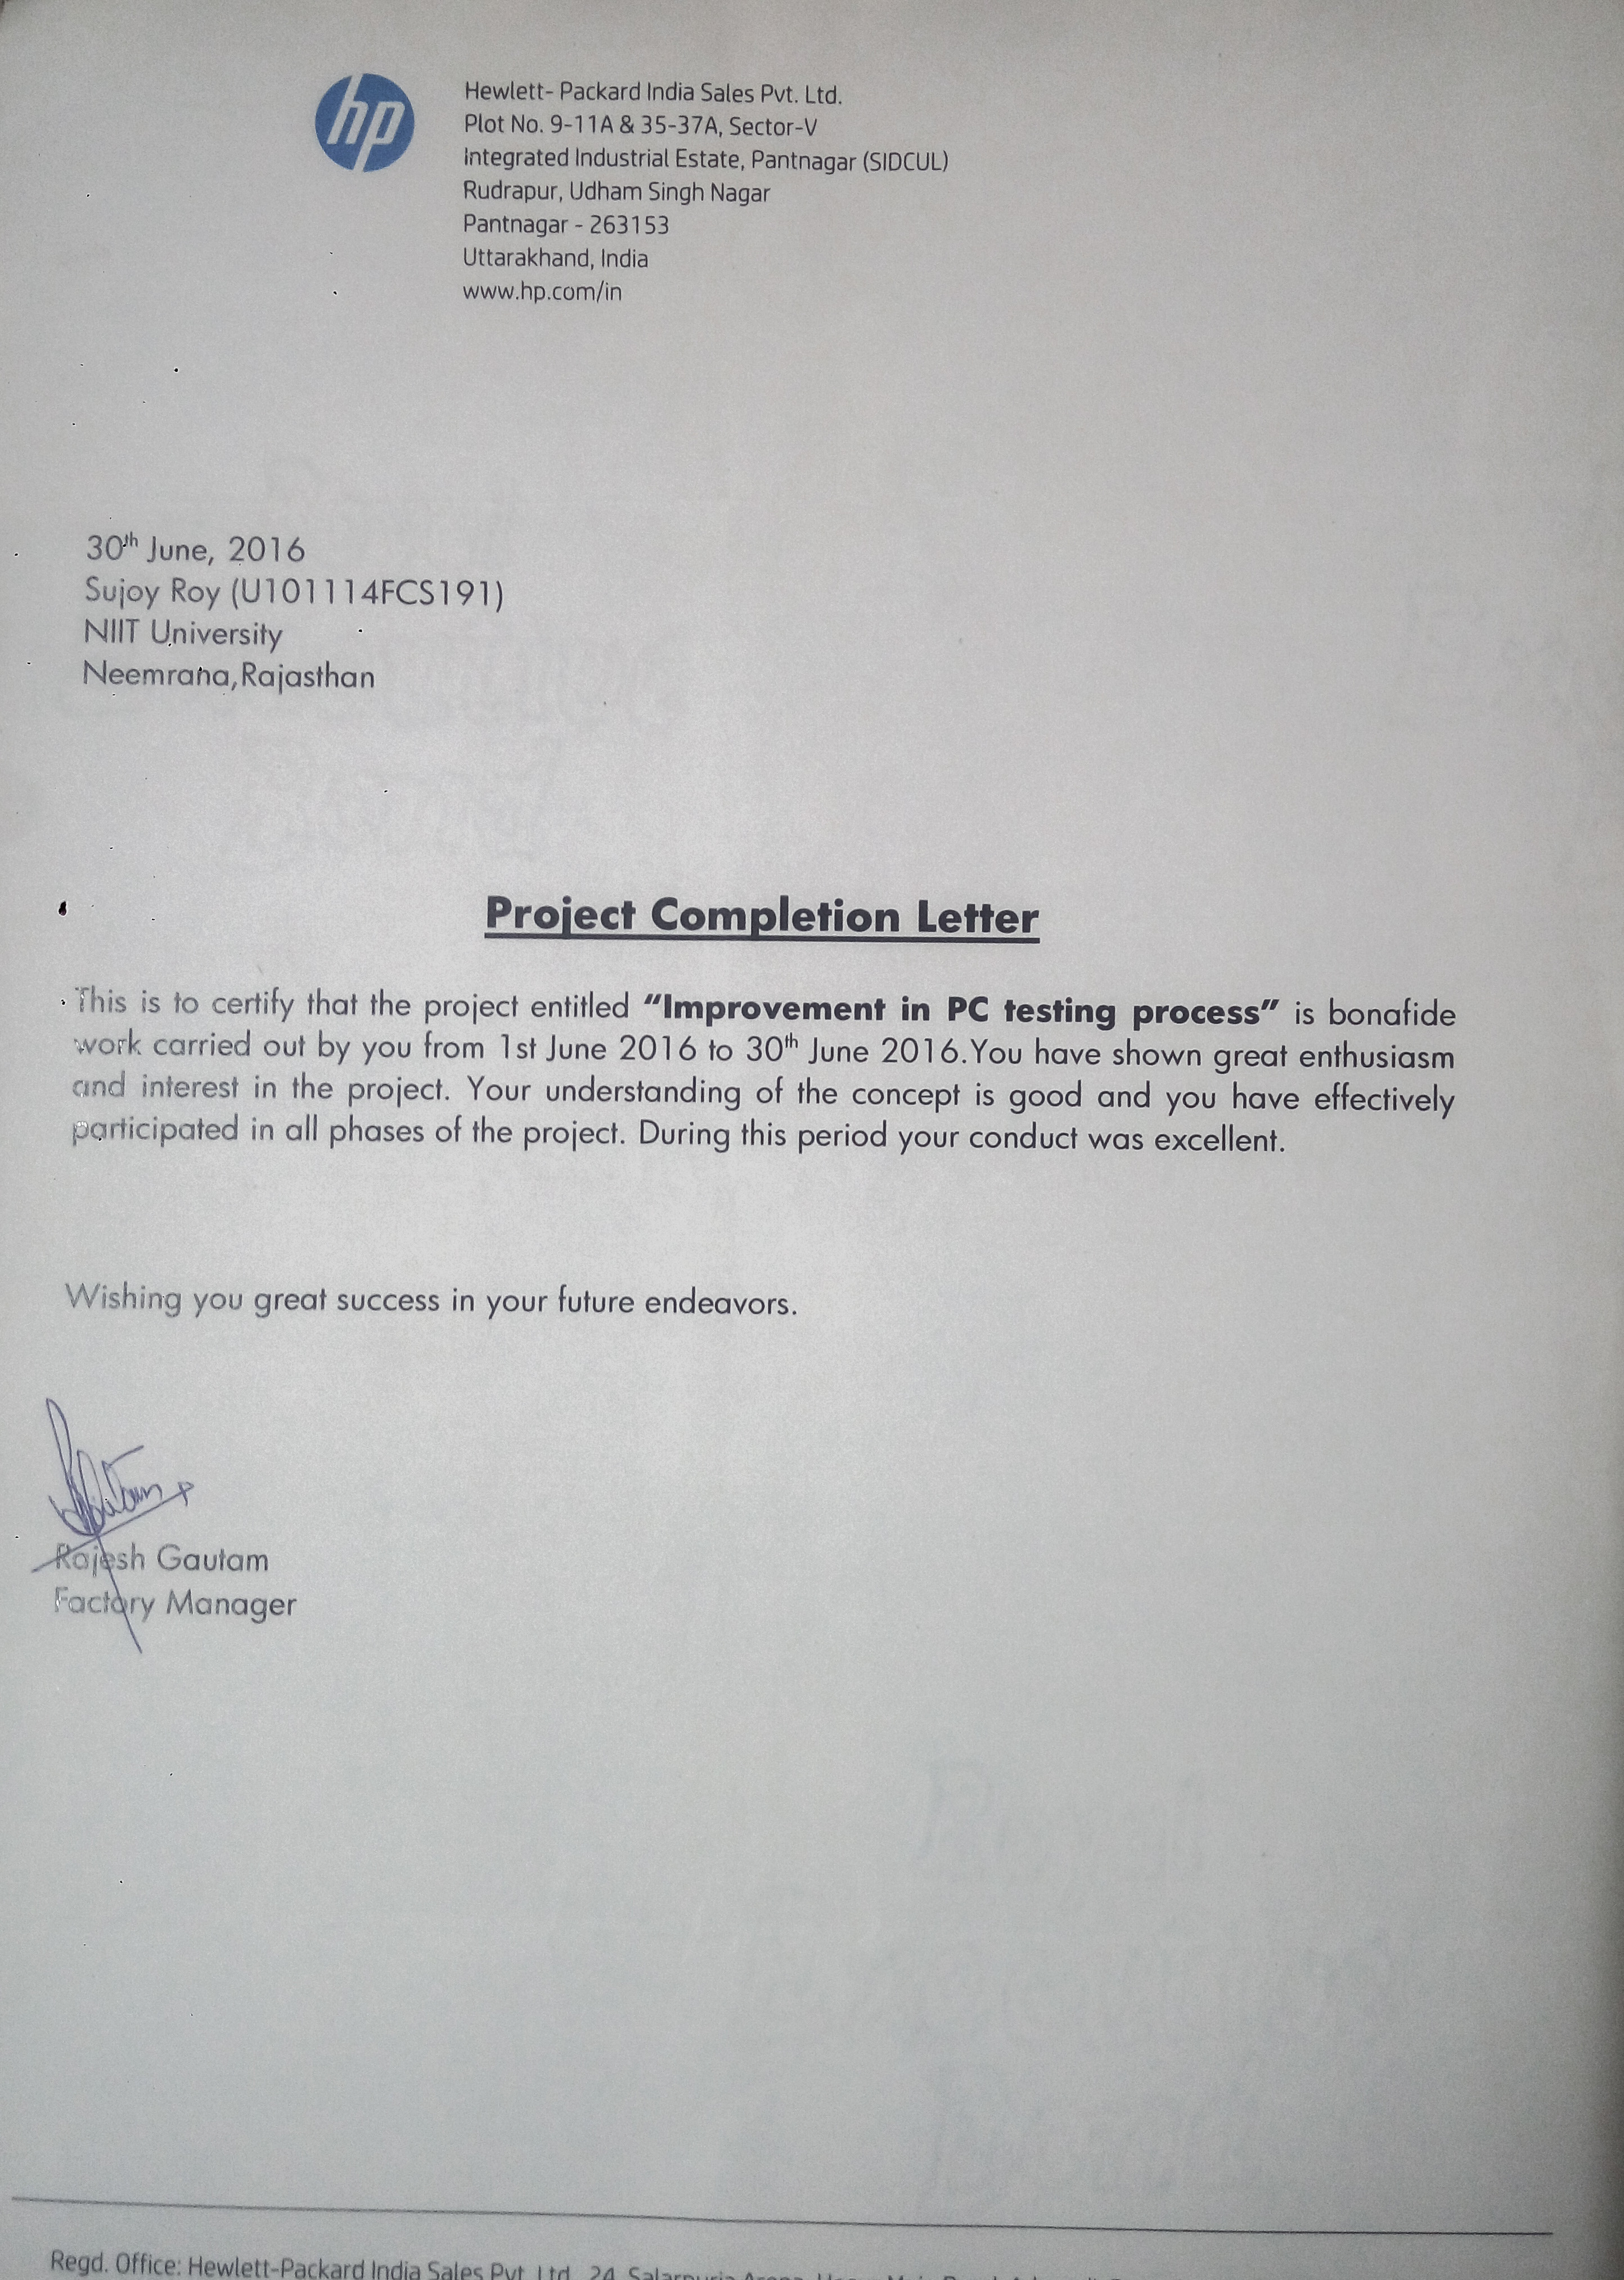 hp
Hewlett- Packard India Sales Pvt. Ltd.
Plot No. 9-11A & 35-37A, Sector-V
Integrated Industrial Estate, Pantnagar (SIDCUL)
Rudrapur, Udham Singh Nagar
Pantnagar - 263153
Uttarakhand, India
www.hp.com/in
30th June, 2016
Sujoy Roy (U101114FCS191)
NIIT University
Neemrana,Rajasthan
Project Completion Letter
This is to certify that the project entitled “Improvement in PC testing process” is bonafide
work carried out by you from 1st June 2016 to 30th June 2016.You have shown great enthusiasm
and interest in the project. Your understanding of the concept is good and you have effectively
participated in all phases of the project. During this period your conduct was excellent.
Wishing you great success in your future endeavors.
Rajesh Gautam
Factory Manager
Regd. Office: Hewlett-Packard India Sales Pvt. Ltd., 24, Salarpuria Arena,